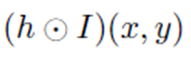 (h ⊙ I)(x, y)